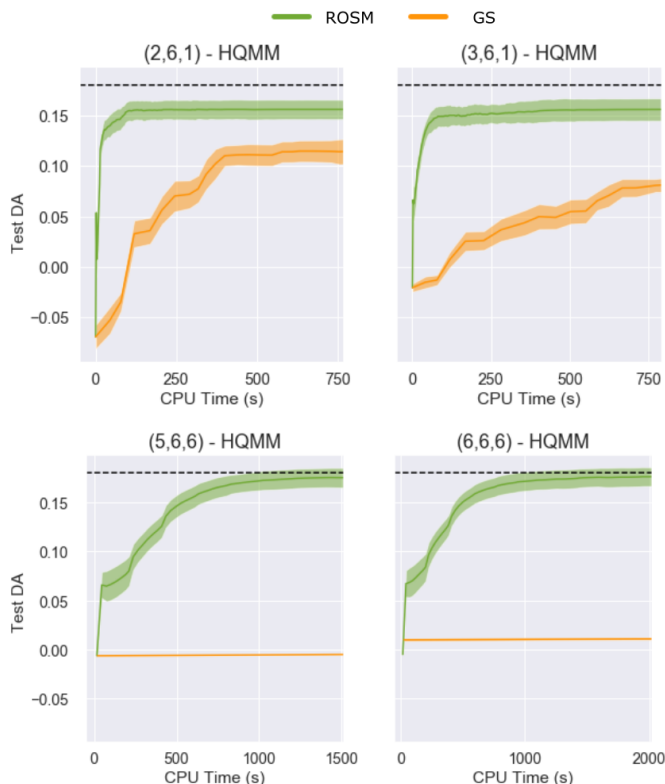 ROSM GS
(2,6,1) - HQMM (3,6,1) - HQMM
Test DA
0.15
0.10
0.05
0.00
−0.05
0 250 500 750 0 250 500 750
CPU Time (s) CPU Time (s)
(5,6,6) - HQMM (6,6,6) - HQMM
Test DA
0.15
0.10
0.05
0.00
−0.05
0 500 1000 1500 0 1000 2000
CPU Time (s) CPU Time (s)